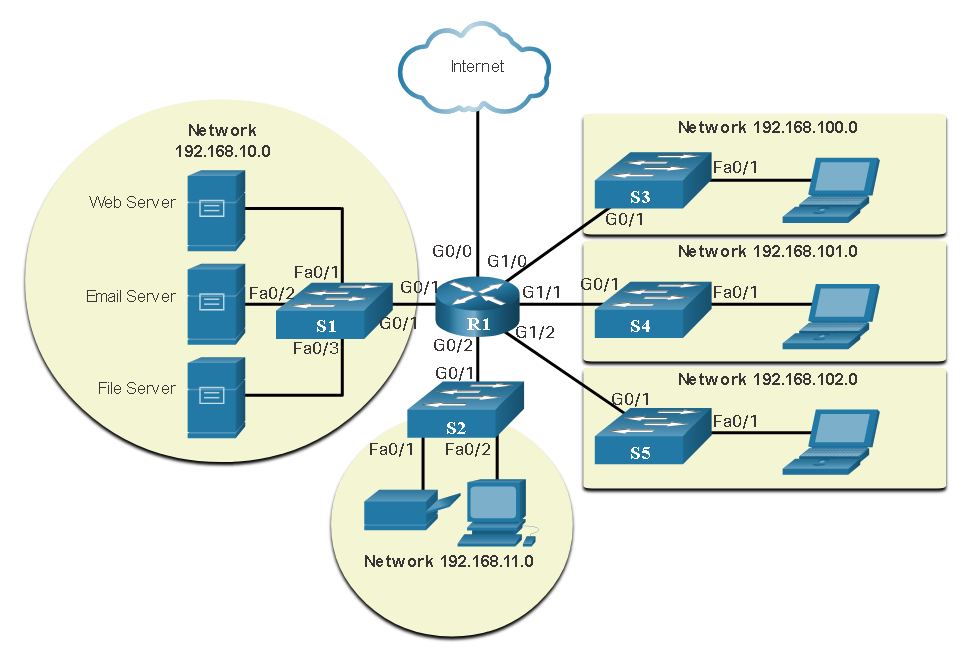 Internet
Network
192.168.10.0
Web Server
Email Server
File Server
Fa0/1
Fa0/2
Fa0/3
S1
G0/1
G0/1
G0/0
G1/0
G1/1
G1/2
G0/2
R1
Network 192.168.100.0
S3
G0/1
Fa0/1
Network 192.168.101.0
G0/1
S4
Fa0/1
Network 192.168.102.0
G0/1
S5
Fa0/1
G0/1
S2
Fa0/1
Fa0/2
Network 192.168.11.0